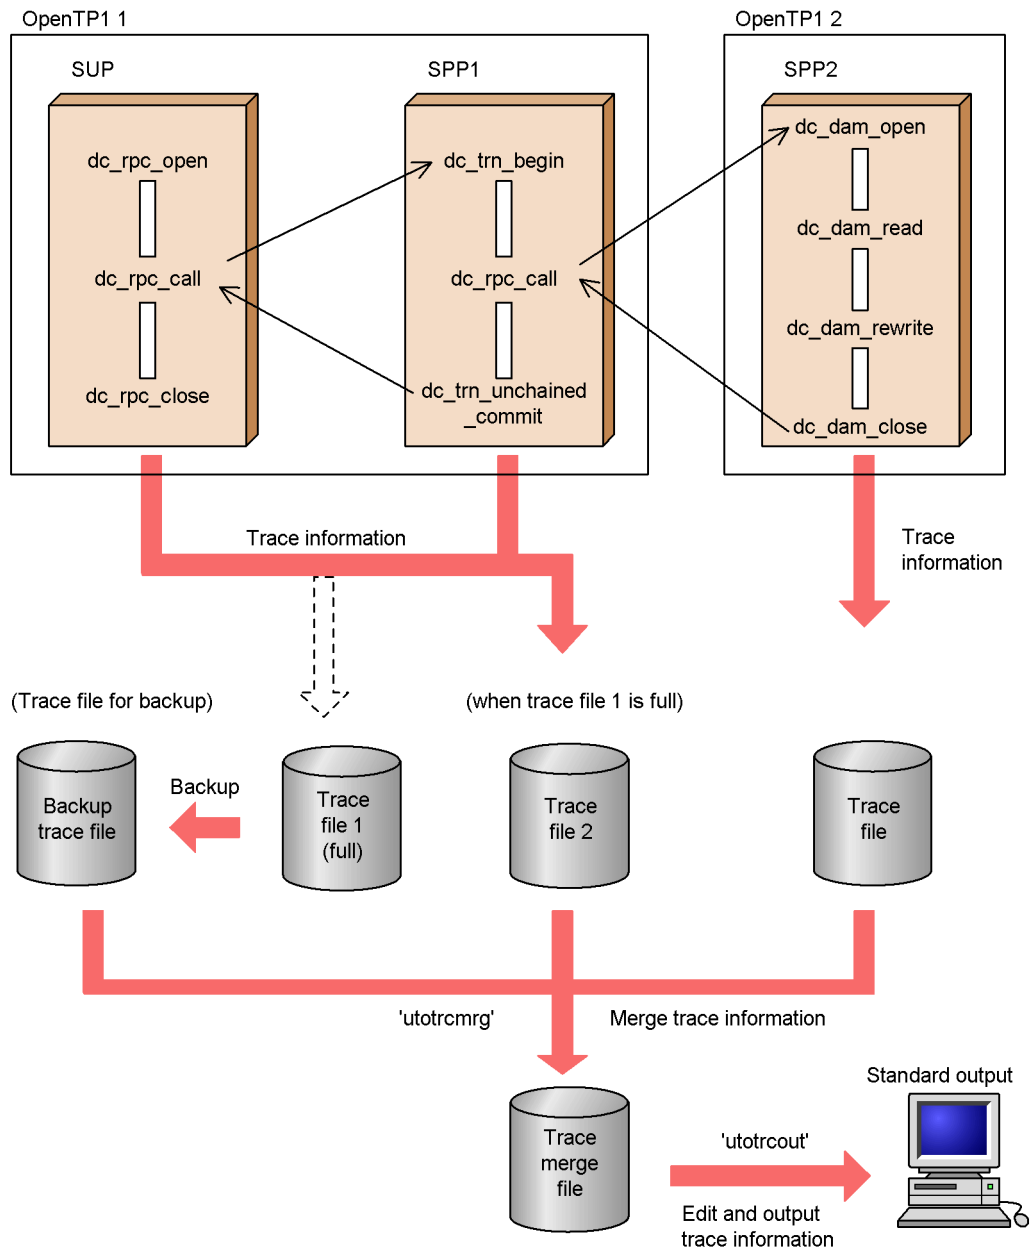 OpenTP1 1
OpenTP1 2
SUP
SPP1
SPP2
dc_rpc_open
dc_rpc_call
dc_rpc_close
dc_trn_begin
dc_rpc_call
dc_trn_unchained
_commit
dc_dam_open
dc_dam_read
dc_dam_rewrite
dc_dam_close
Trace information
Trace
information
(Trace file for backup)
(when trace file 1 is full)
Backup
trace file
Backup
Trace
file 1
(full)
Trace
file 2
Trace
file
'utotrcmrg'
Merge trace information
Trace
merge
file
'utotrcout'
Edit and output
trace information
Standard output